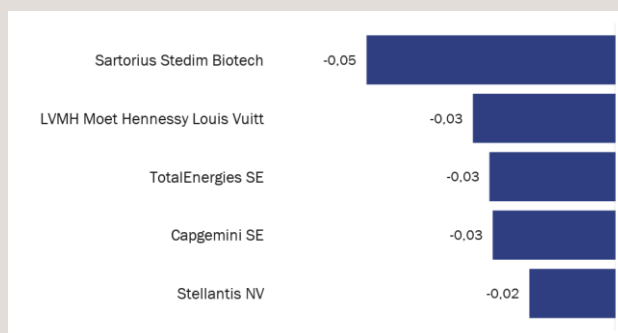 Sartorius Stedim Biotech -0,05
LVMH Moet Hennessy Louis Vuitt -0,03
TotalEnergies SE -0,03
Capgemini SE -0,03
Stellantis NV -0,02